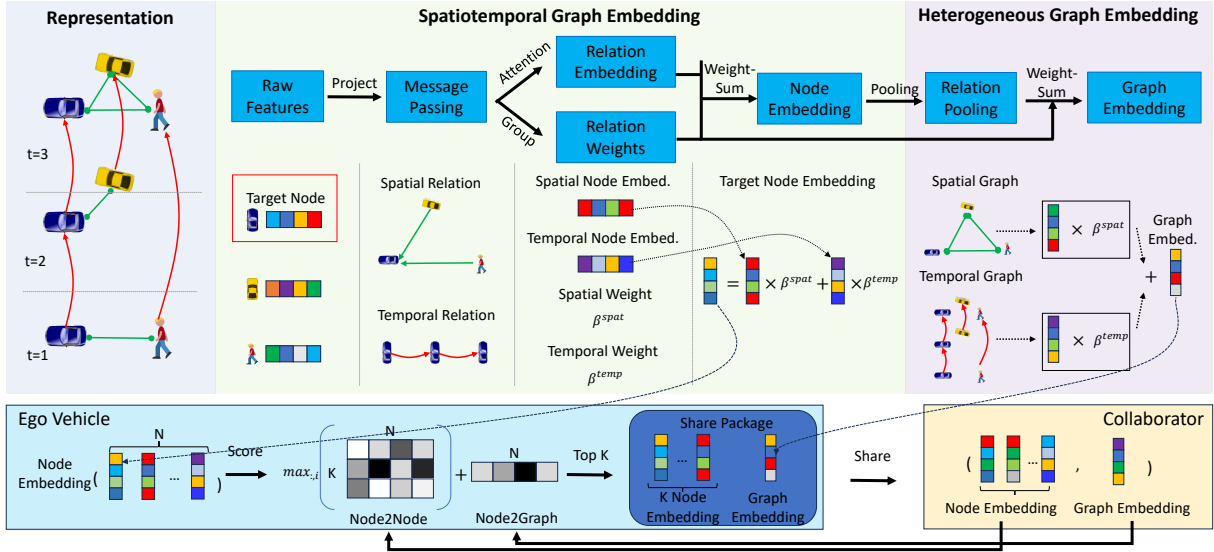 Representation
Spatiotemporal Graph Embedding
Heterogeneous Graph Embedding
t=3
t=2
t=1
Raw
Features
Project
Message
Passing
Attention
Group
Relation
Embedding
Relation
Weights
Weight-
Sum
Node
Embedding
Pooling
Relation
Pooling
Weight-
Sum
Graph
Embedding
Target Node
Spatial Relation
Temporal Relation
Spatial Node Embed.
Temporal Node Embed.
Spatial Weight
β^spat
Temporal Weight
β^temp
Target Node Embedding
= × β^spat + × β^temp
Spatial Graph
× β^spat
Temporal Graph
× β^temp
Graph
Embed.
+
Ego Vehicle
Node
Embedding
N
( ... )
Score
max:,i
K
N
Node2Node
+
N
Node2Graph
Top K
Share Package
...
K Node
Embedding
Graph
Embedding
Share
Collaborator
( ... , )
Node Embedding
Graph Embedding